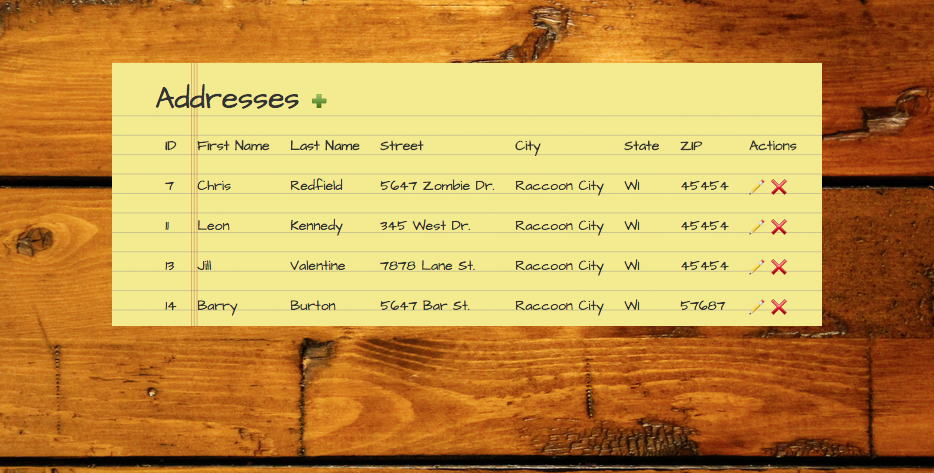 Addresses
ID First Name Last Name Street City State ZIP Actions
7 Chris Redfield 5647 Zombie Dr. Raccoon City WI 45454
11 Leon Kennedy 345 West Dr. Raccoon City WI 45454
13 Jill Valentine 7878 Lane St. Raccoon City WI 45454
14 Barry Burton 5647 Bar St. Raccoon City WI 57687